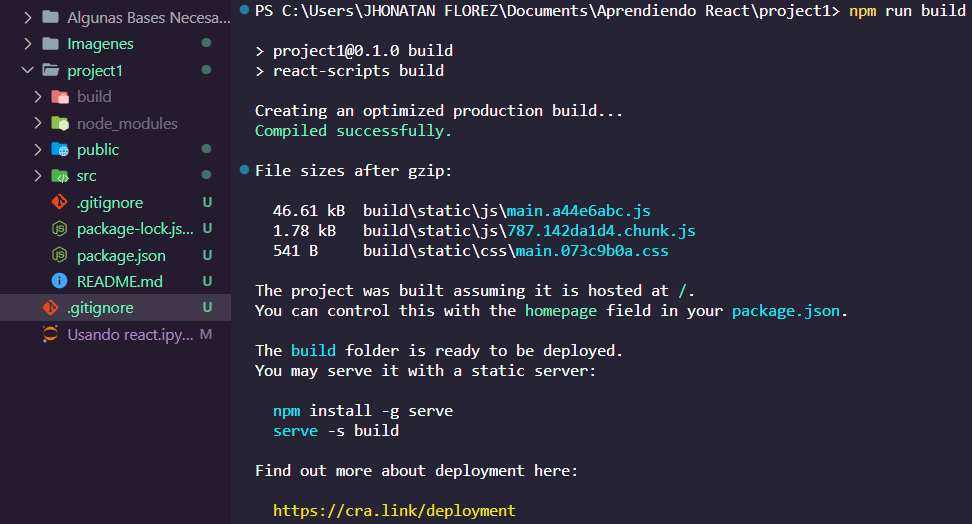 Algunas Bases Necesa...
Imagenes
project1
build
node_modules
public
src
.gitignore U
package-lock.js... U
package.json U
README.md U
.gitignore U
Usando react.ipy... M
PS C:\Users\JHONATAN FLOREZ\Documents\Aprendiendo React\project1> npm run build
> project1@0.1.0 build
> react-scripts build
Creating an optimized production build...
Compiled successfully.
File sizes after gzip:
46.61 kB build\static\js\main.a44e6abc.js
1.78 kB build\static\js\787.142da1d4.chunk.js
541 B build\static\css\main.073c9b0a.css
The project was built assuming it is hosted at /.
You can control this with the homepage field in your package.json.
The build folder is ready to be deployed.
You may serve it with a static server:
npm install -g serve
serve -s build
Find out more about deployment here:
https://cra.link/deployment